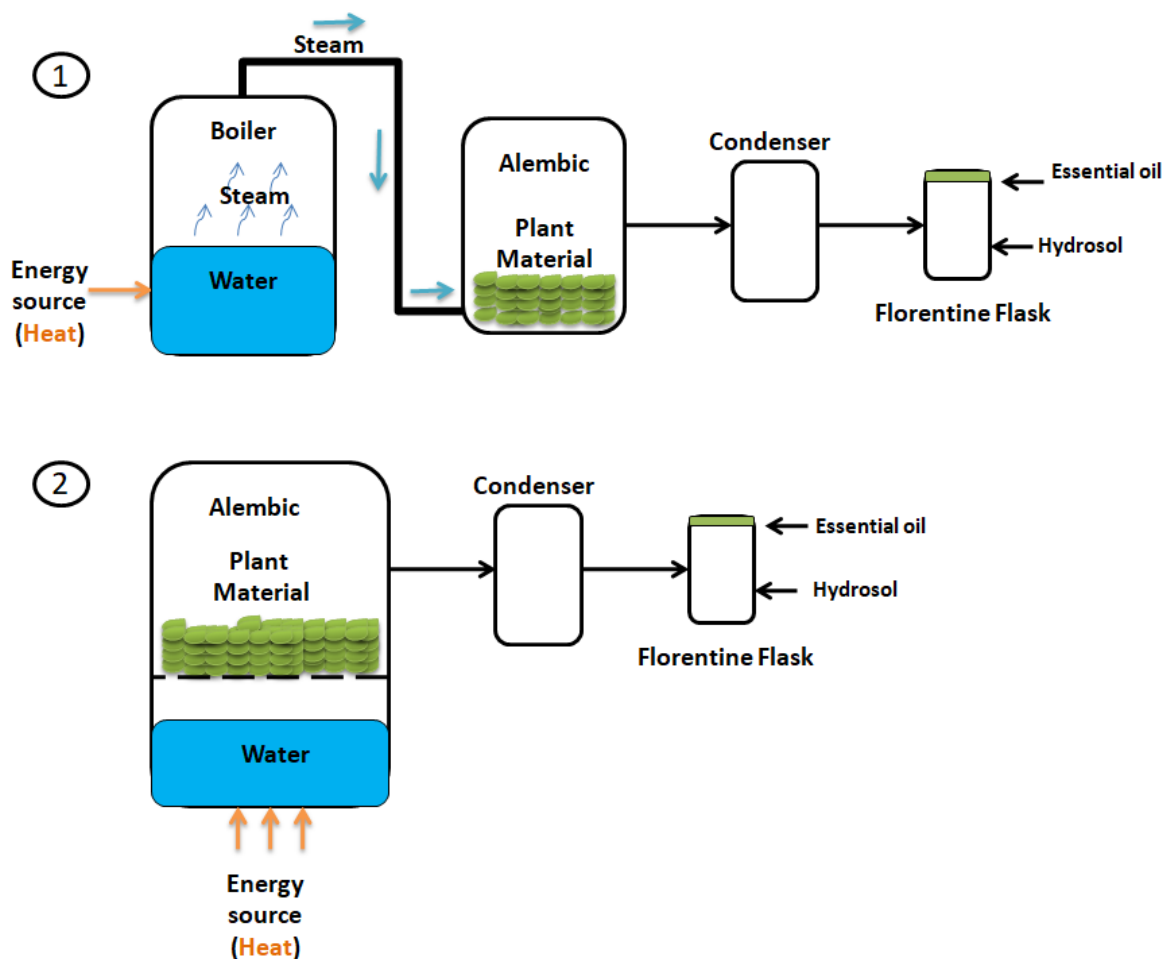 1
Steam
Boiler
Steam
Water
Energy
source
(Heat)
Alembic
Plant
Material
Condenser
Essential oil
Hydrosol
Florentine Flask
2
Alembic
Plant
Material
Water
Energy
source
(Heat)
Condenser
Essential oil
Hydrosol
Florentine Flask